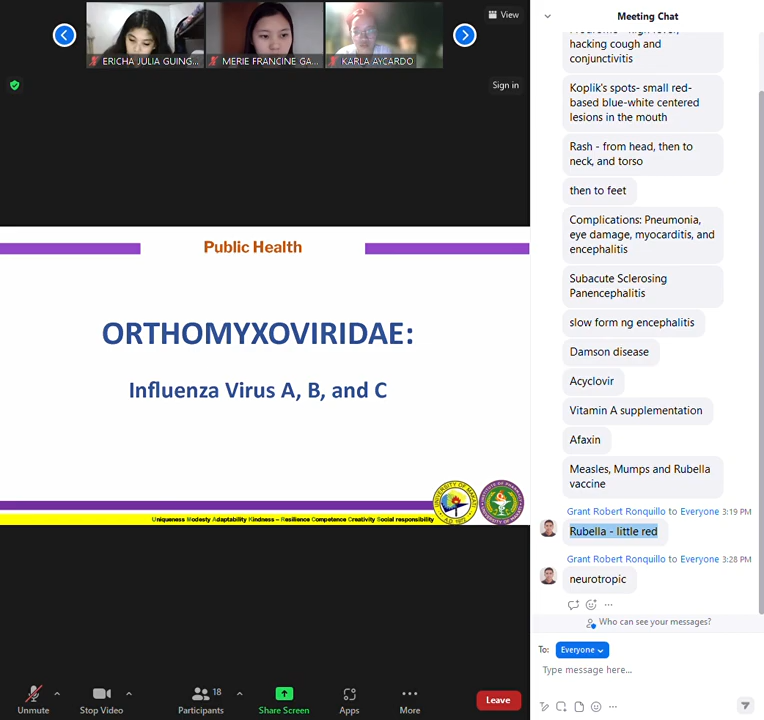 View
ERICHA JULIA GUING...
MERIE FRANCINE GA...
KARLA AYCARDO
Sign in
Public Health
ORTHOMYXOVIRIDAE:
Influenza Virus A, B, and C
Uniqueness Modesty Adaptability Kindness – Resilience Competence Creativity Social responsibility
Unmute
Stop Video
18
Participants
Share Screen
Apps
More
Leave
Meeting Chat
hacking cough and
conjunctivitis
Koplik's spots- small red-
based blue-white centered
lesions in the mouth
Rash - from head, then to
neck, and torso
then to feet
Complications: Pneumonia,
eye damage, myocarditis, and
encephalitis
Subacute Sclerosing
Panencephalitis
slow form ng encephalitis
Damson disease
Acyclovir
Vitamin A supplementation
Afaxin
Measles, Mumps and Rubella
vaccine
Grant Robert Ronquillo to Everyone 3:19 PM
Rubella - little red
Grant Robert Ronquillo to Everyone 3:28 PM
neurotropic
Who can see your messages?
To: Everyone
Type message here...